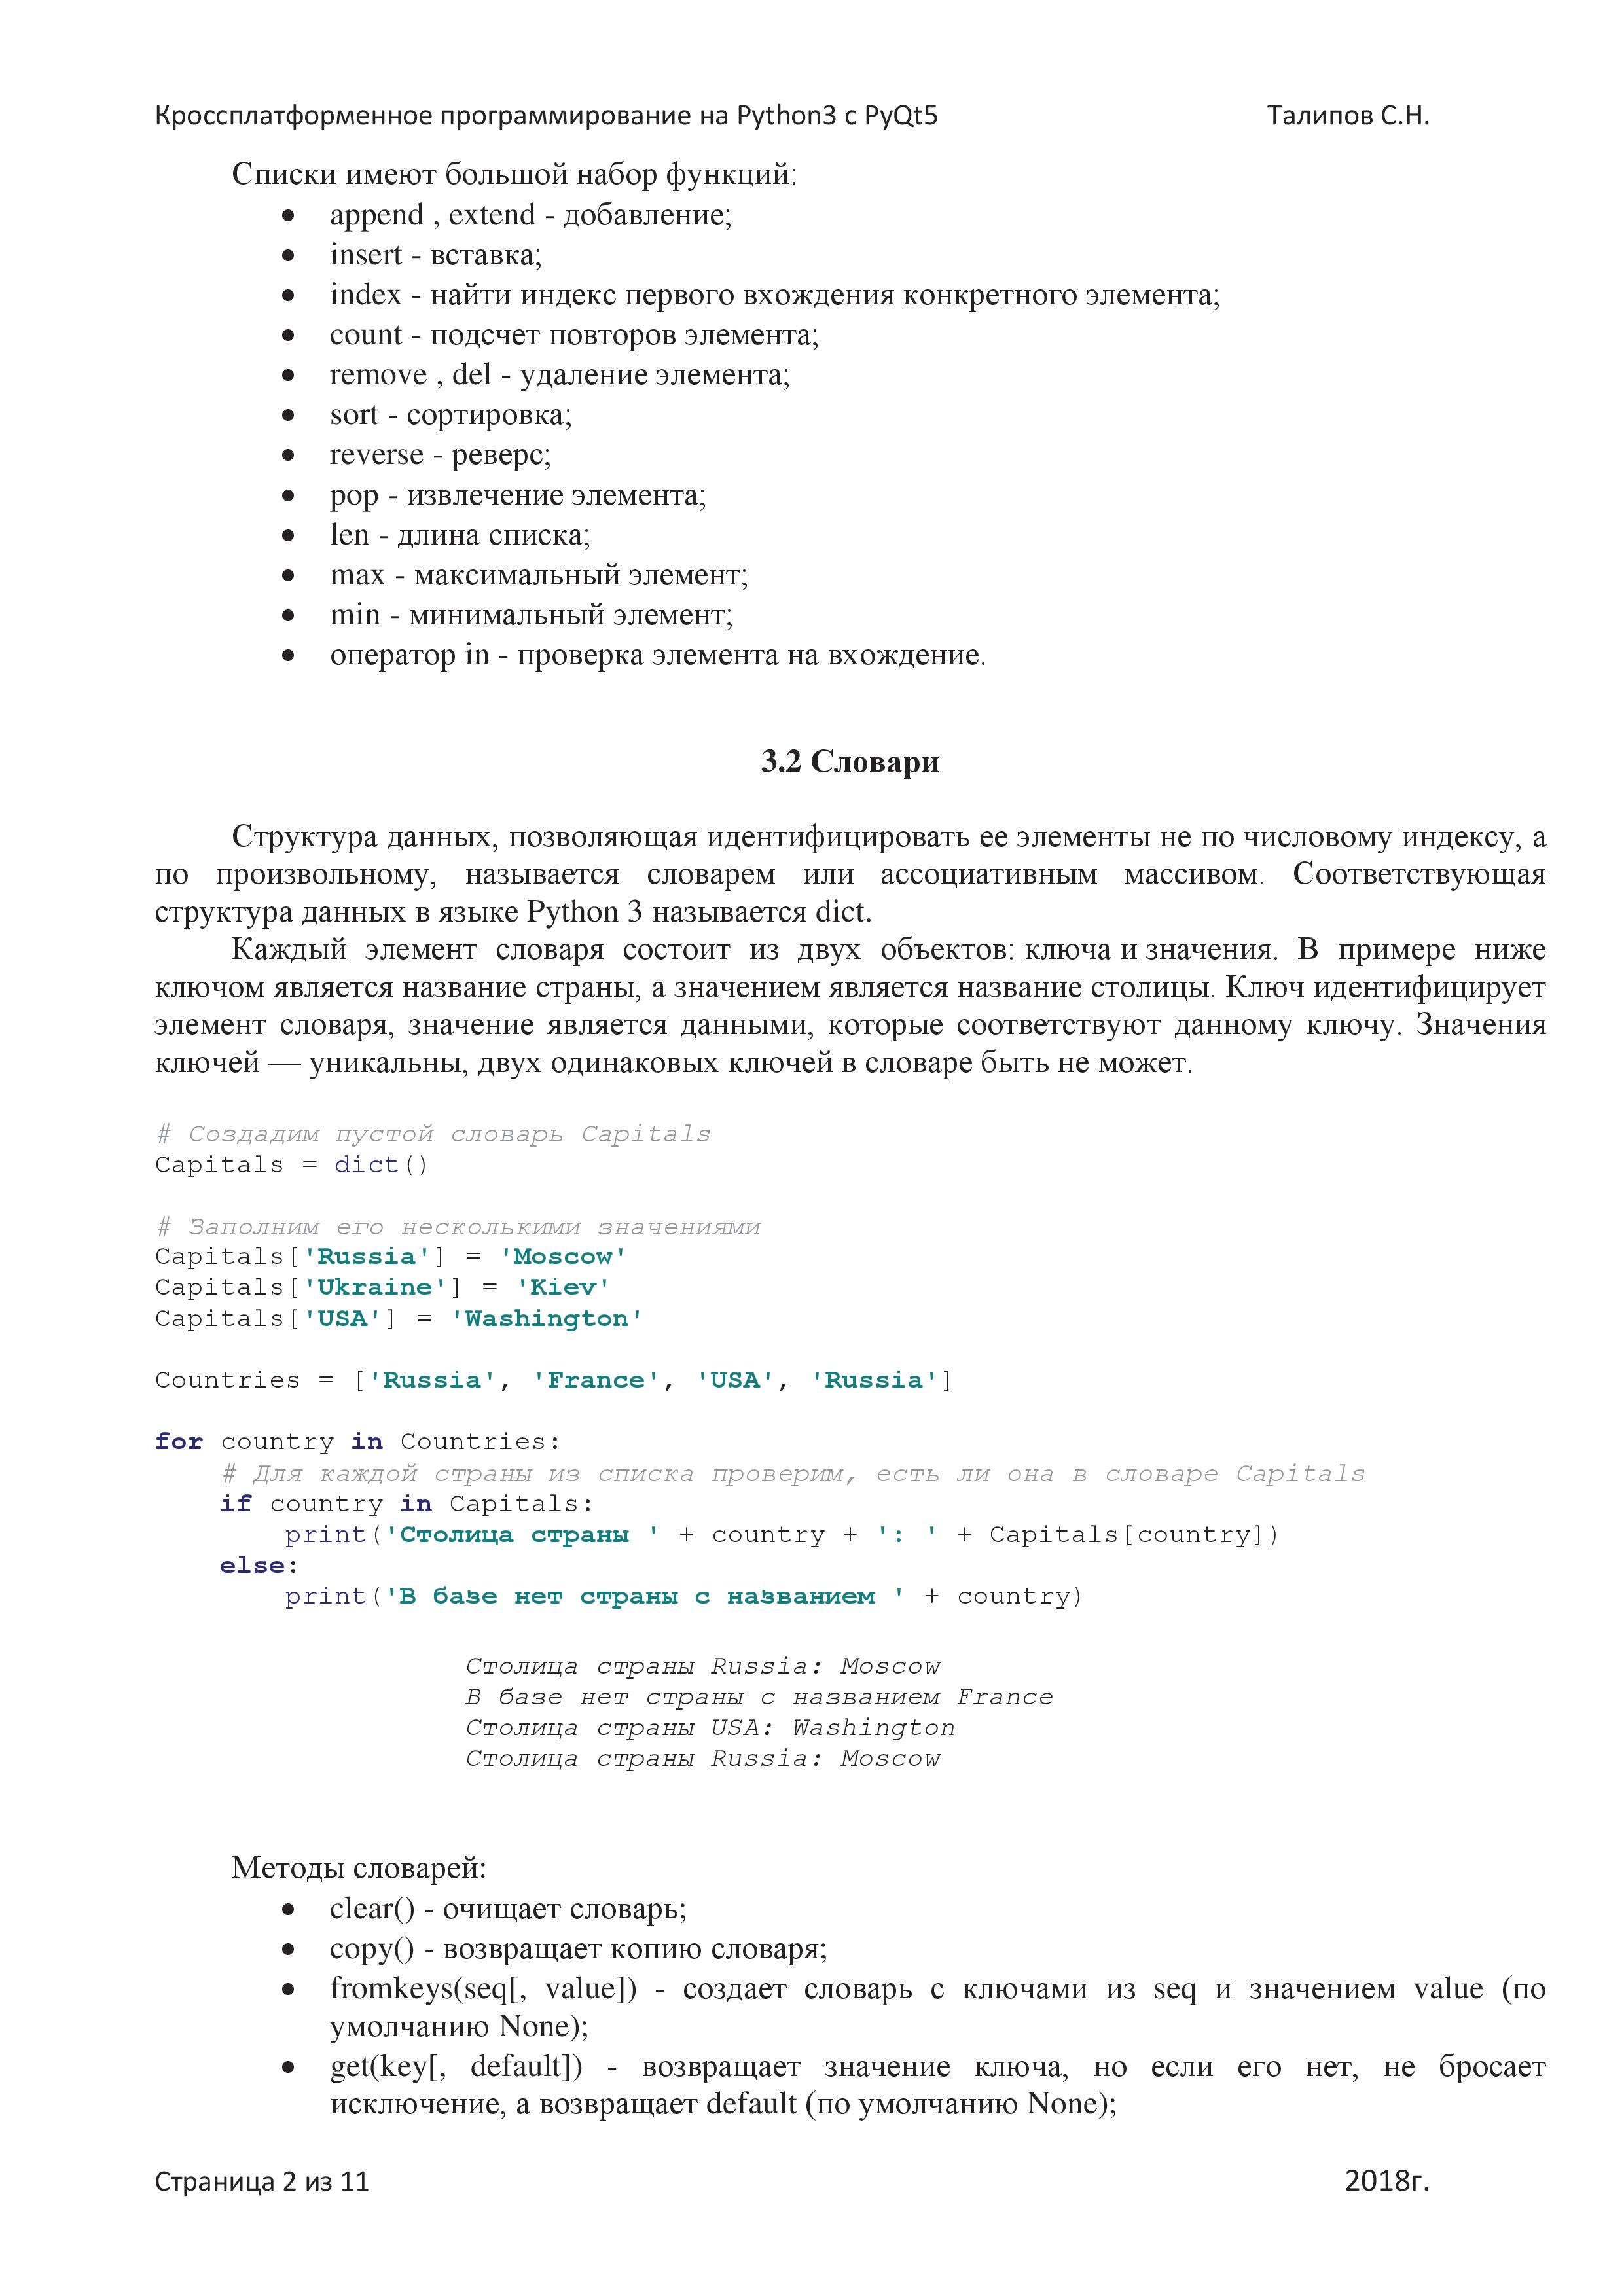 Кроссплатформенное программирование на Python3 с PyQt5 Талипов С.Н.
Списки имеют большой набор функций:
• append , extend - добавление;
• insert - вставка;
• index - найти индекс первого вхождения конкретного элемента;
• count - подсчет повторов элемента;
• remove , del - удаление элемента;
• sort - сортировка;
• reverse - реверс;
• pop - извлечение элемента;
• len - длина списка;
• max - максимальный элемент;
• min - минимальный элемент;
• оператор in - проверка элемента на вхождение.
3.2 Словари
Структура данных, позволяющая идентифицировать ее элементы не по числовому индексу, а
по произвольному, называется словарем или ассоциативным массивом. Соответствующая
структура данных в языке Python 3 называется dict.
Каждый элемент словаря состоит из двух объектов: ключа и значения. В примере ниже
ключом является название страны, а значением является название столицы. Ключ идентифицирует
элемент словаря, значение является данными, которые соответствуют данному ключу. Значения
ключей — уникальны, двух одинаковых ключей в словаре быть не может.
# Создадим пустой словарь Capitals
Capitals = dict()
# Заполним его несколькими значениями
Capitals['Russia'] = 'Moscow'
Capitals['Ukraine'] = 'Kiev'
Capitals['USA'] = 'Washington'
Countries = ['Russia', 'France', 'USA', 'Russia']
for country in Countries:
    # Для каждой страны из списка проверим, есть ли она в словаре Capitals
    if country in Capitals:
        print('Столица страны ' + country + ': ' + Capitals[country])
    else:
        print('В базе нет страны с названием ' + country)
Столица страны Russia: Moscow
В базе нет страны с названием France
Столица страны USA: Washington
Столица страны Russia: Moscow
Методы словарей:
• clear() - очищает словарь;
• copy() - возвращает копию словаря;
• fromkeys(seq[, value]) - создает словарь с ключами из seq и значением value (по
умолчанию None);
• get(key[, default]) - возвращает значение ключа, но если его нет, не бросает
исключение, а возвращает default (по умолчанию None);
Страница 2 из 11 2018г.